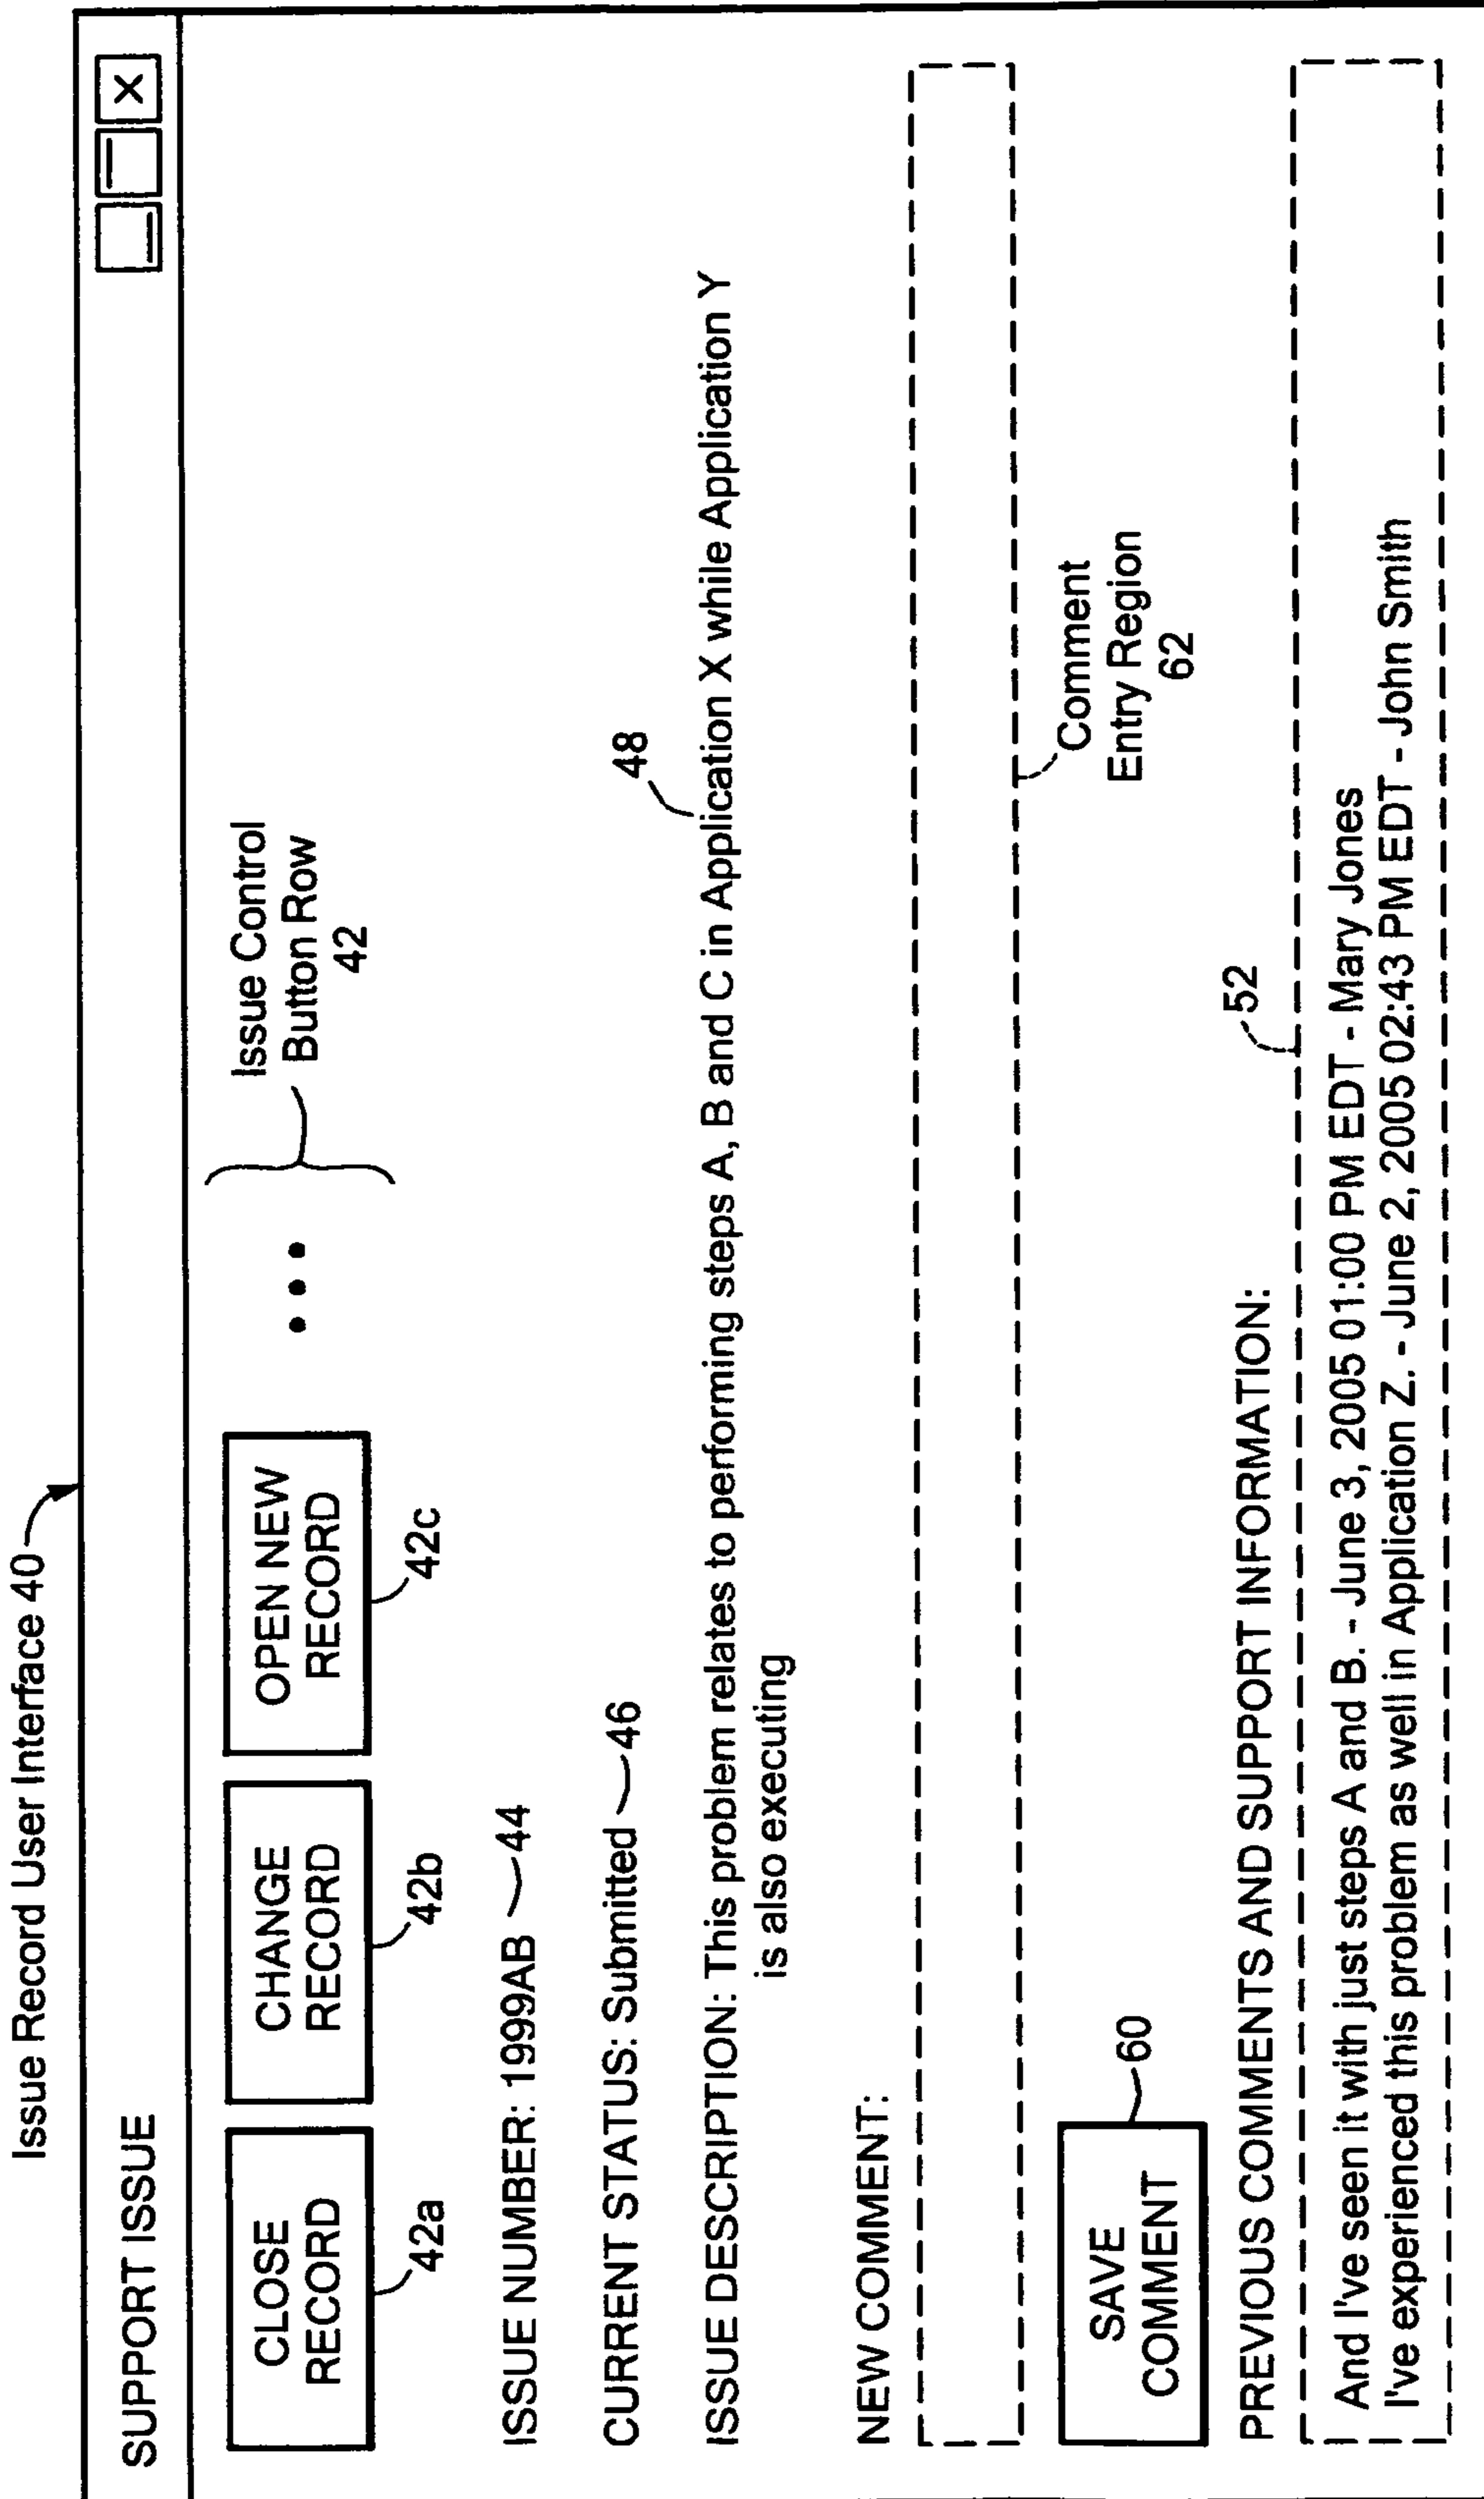 Issue Record User Interface 40
SUPPORT ISSUE
X
CLOSE
RECORD
42a
CHANGE
RECORD
42b
OPEN NEW
RECORD
42c
Issue Control
Button Row
42
ISSUE NUMBER: 1999AB
44
CURRENT STATUS: Submitted
46
48
ISSUE DESCRIPTION: This problem relates to performing steps A, B and C in Application X while Application Y
is also executing
NEW COMMENT:
Comment
Entry Region
62
SAVE
COMMENT
60
PREVIOUS COMMENTS AND SUPPORT INFORMATION:
52
And I've seen it with just steps A and B. - June 3, 2005 01:00 PM EDT - Mary Jones
I've experienced this problem as well in Application Z. - June 2, 2005 02:43 PM EDT - John Smith